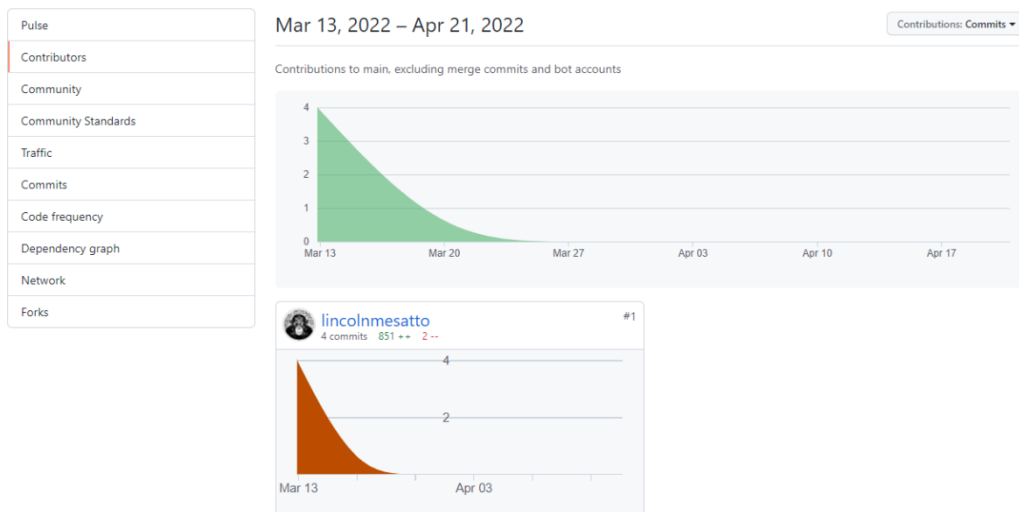 Pulse
Contributors
Community
Community Standards
Traffic
Commits
Code frequency
Dependency graph
Network
Forks
Mar 13, 2022 – Apr 21, 2022
Contributions: Commits
Contributions to main, excluding merge commits and bot accounts
4
3
2
1
0
Mar 13 Mar 20 Mar 27 Apr 03 Apr 10 Apr 17
lincolnmesatto #1
4 commits 851 ++ 2 --
4
2
Mar 13 Apr 03